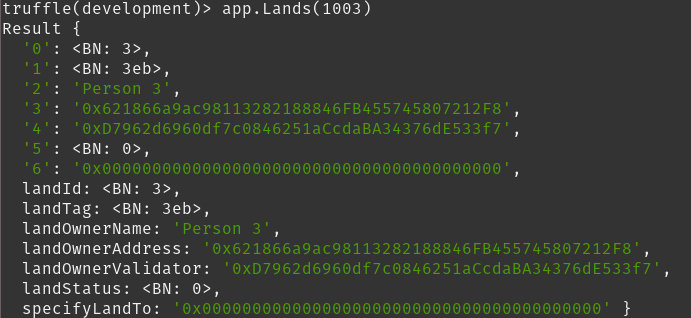 truffle(development)> app.Lands(1003)
Result {
'0': <BN: 3>,
'1': <BN: 3eb>,
'2': 'Person 3',
'3': '0x621866a9ac98113282188846FB455745807212F8',
'4': '0xD7962d6960df7c0846251aCcdaBA34376dE533f7',
'5': <BN: 0>,
'6': '0x0000000000000000000000000000000000000000',
landId: <BN: 3>,
landTag: <BN: 3eb>,
landOwnerName: 'Person 3',
landOwnerAddress: '0x621866a9ac98113282188846FB455745807212F8',
landOwnerValidator: '0xD7962d6960df7c0846251aCcdaBA34376dE533f7',
landStatus: <BN: 0>,
specifyLandTo: '0x0000000000000000000000000000000000000000' }